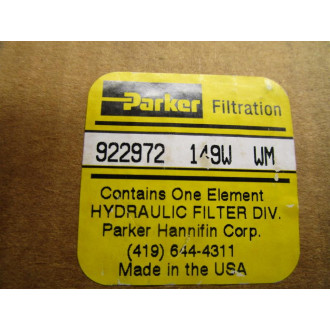 Parker Filtration
922972 149W WM
Contains One Element
HYDRAULIC FILTER DIV.
Parker Hannifin Corp.
(419) 644-4311
Made in the USA